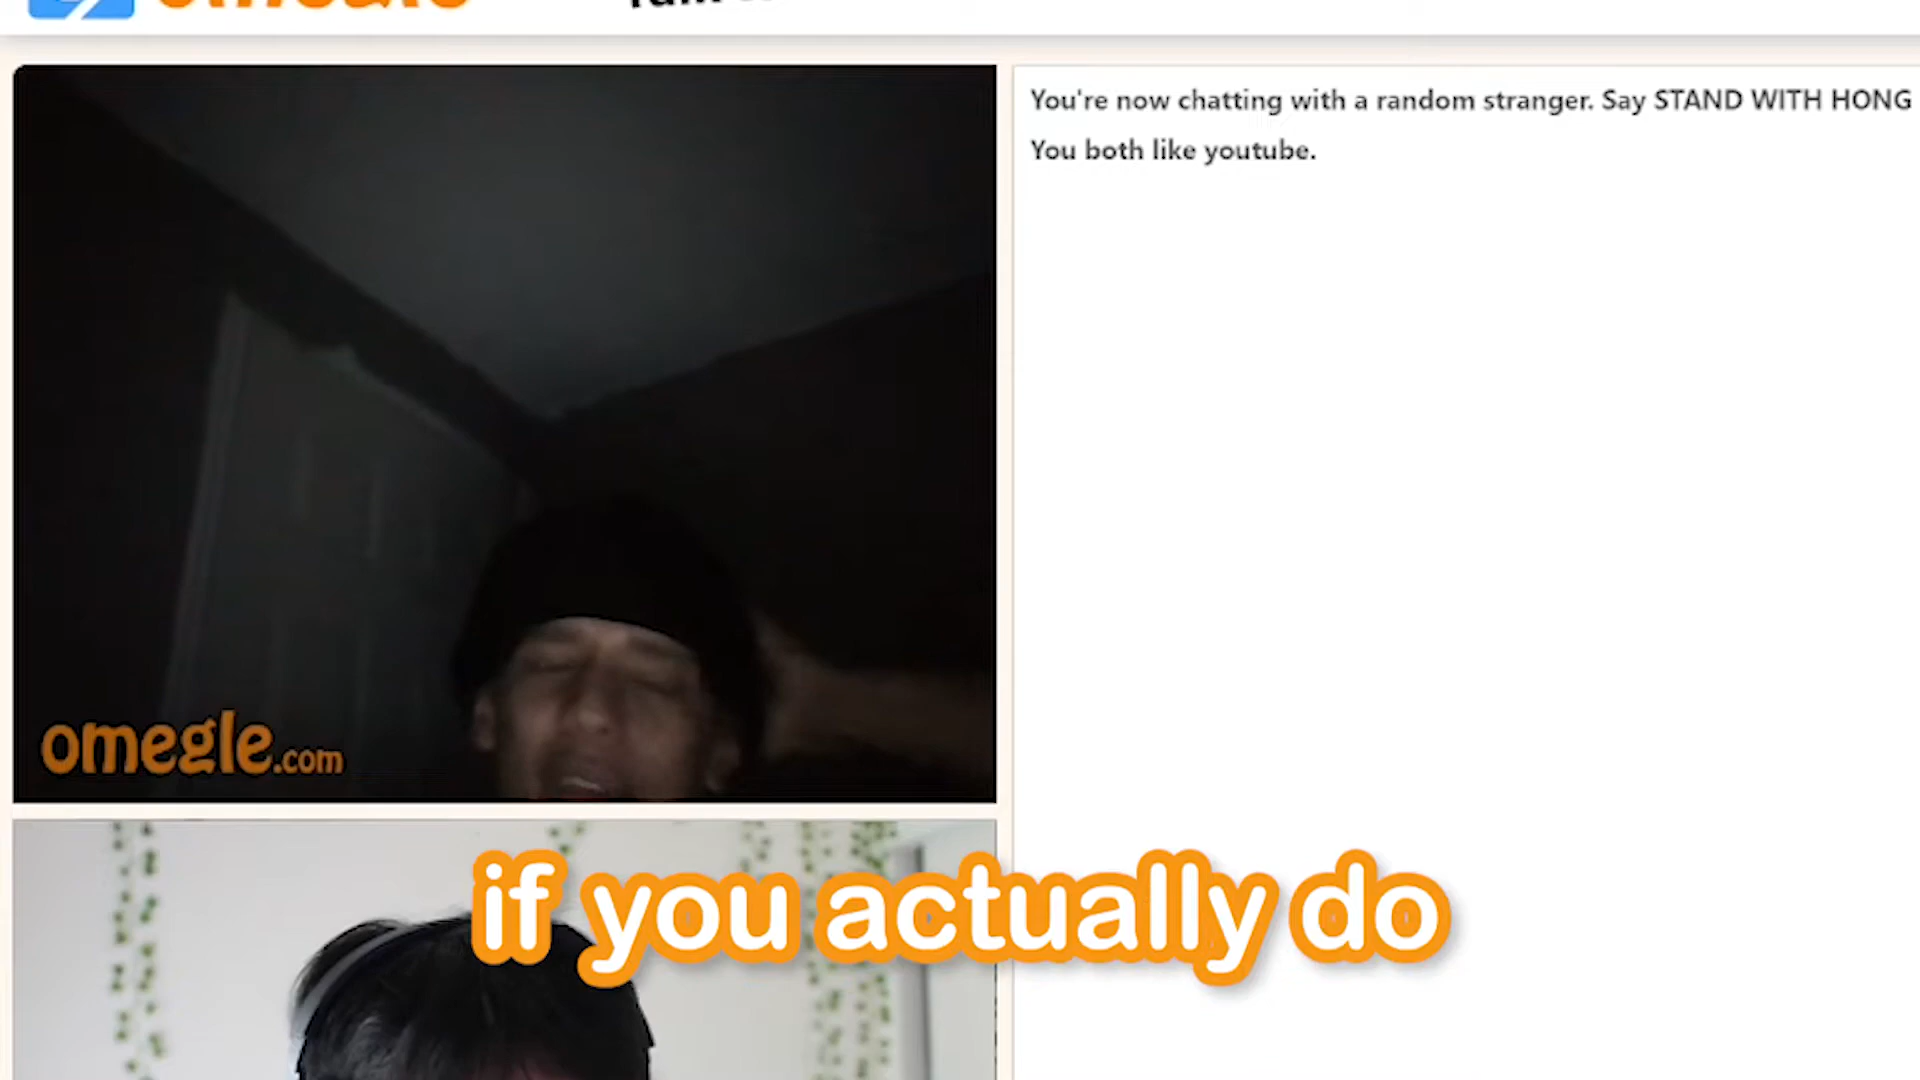 You're now chatting with a random stranger. Say STAND WITH HONG
You both like youtube.
omegle.com
if you actually do